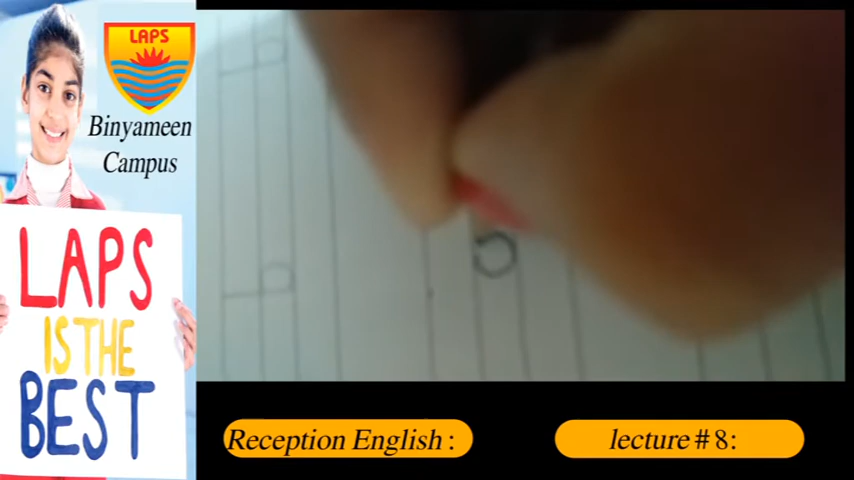 LAPS
Binyameen
Campus
LAPS
IS THE
BEST
Reception English :
lecture # 8: